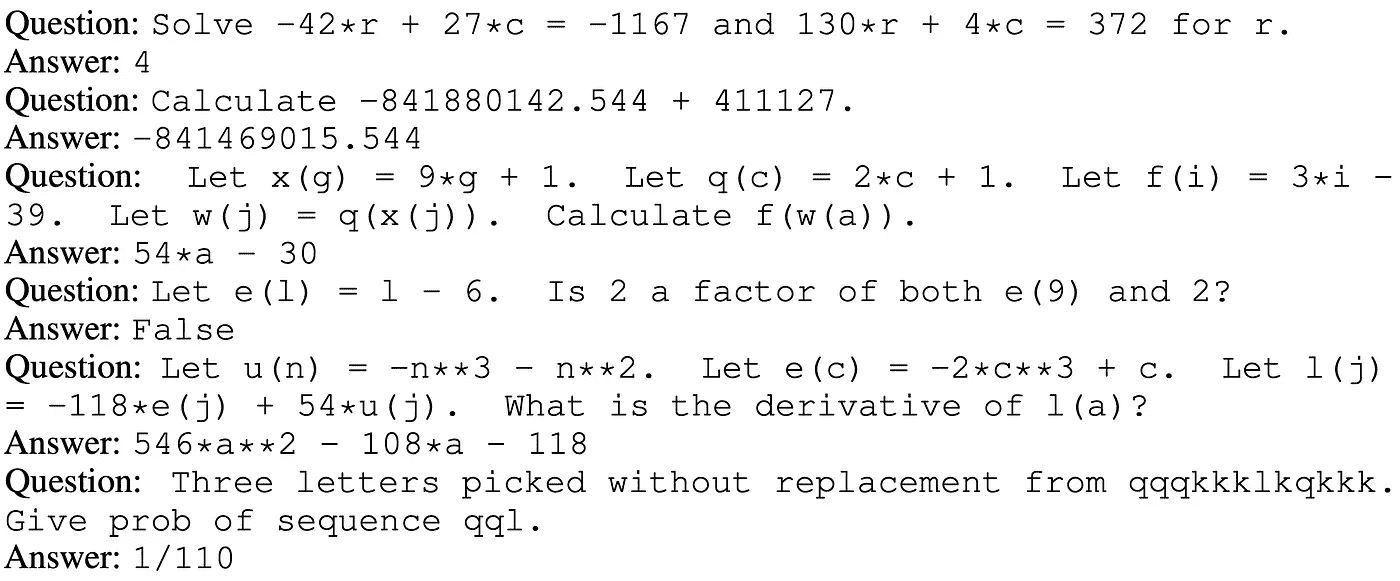 Question: Solve -42*r + 27*c = -1167 and 130*r + 4*c = 372 for r.
Answer: 4
Question: Calculate -841880142.544 + 411127.
Answer: -841469015.544
Question: Let x(g) = 9*g + 1. Let q(c) = 2*c + 1. Let f(i) = 3*i -
39. Let w(j) = q(x(j)). Calculate f(w(a)).
Answer: 54*a - 30
Question: Let e(l) = l - 6. Is 2 a factor of both e(9) and 2?
Answer: False
Question: Let u(n) = -n**3 - n**2. Let e(c) = -2*c**3 + c. Let l(j)
= -118*e(j) + 54*u(j). What is the derivative of l(a)?
Answer: 546*a**2 - 108*a - 118
Question: Three letters picked without replacement from qqqkkklkqkkk.
Give prob of sequence qql.
Answer: 1/110